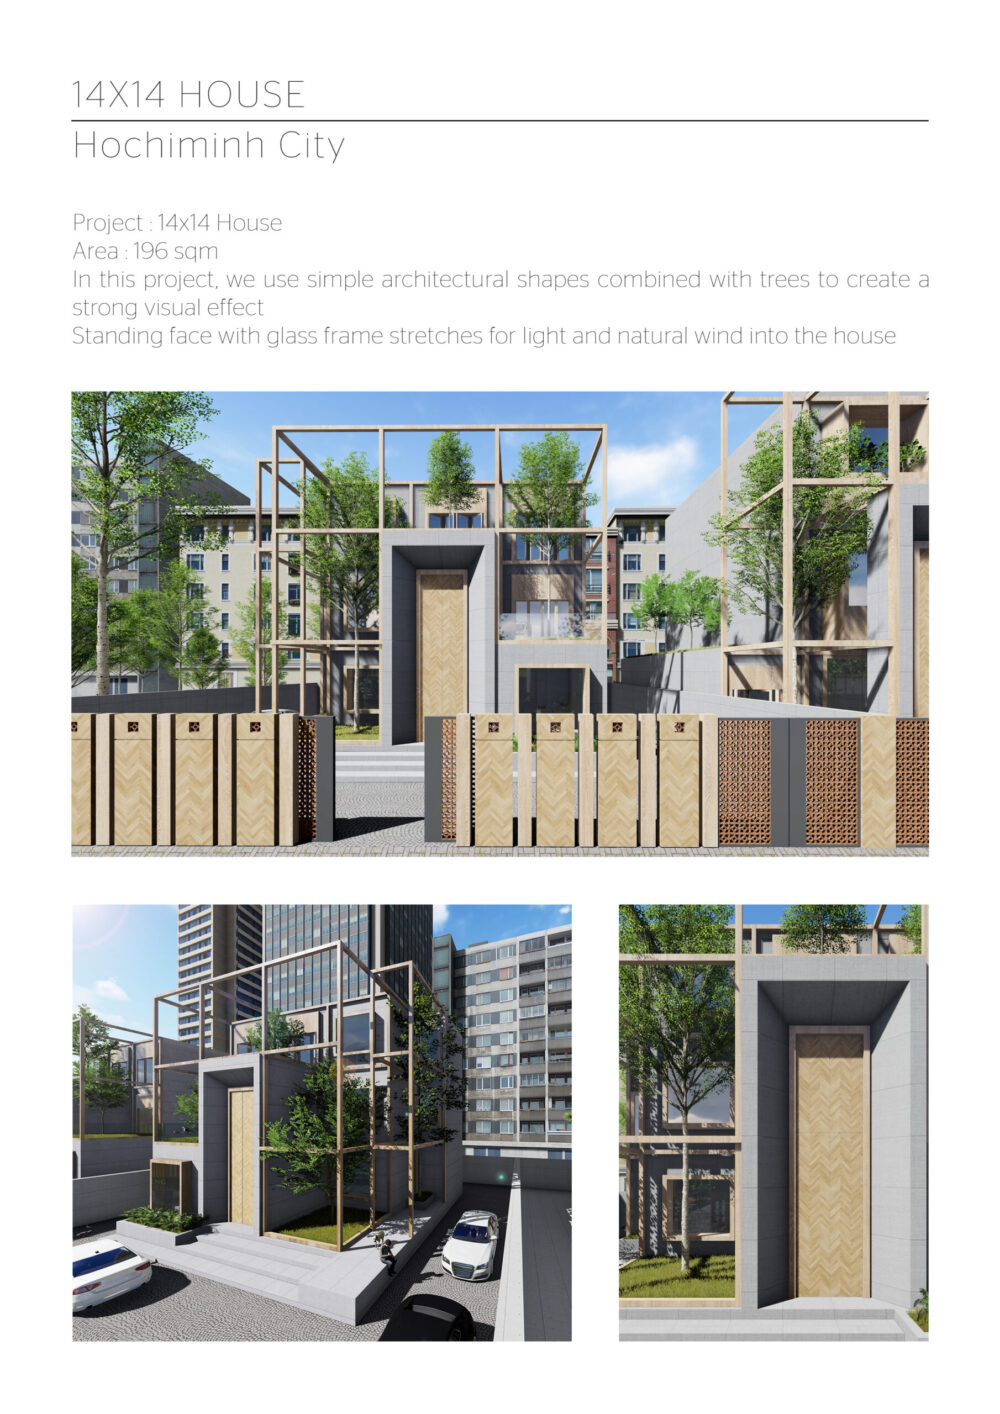 14X14 HOUSE
Hochiminh City
Project : 14x14 House
Area : 196 sqm
In this project, we use simple architectural shapes combined with trees to create a
strong visual effect
Standing face with glass frame stretches for light and natural wind into the house